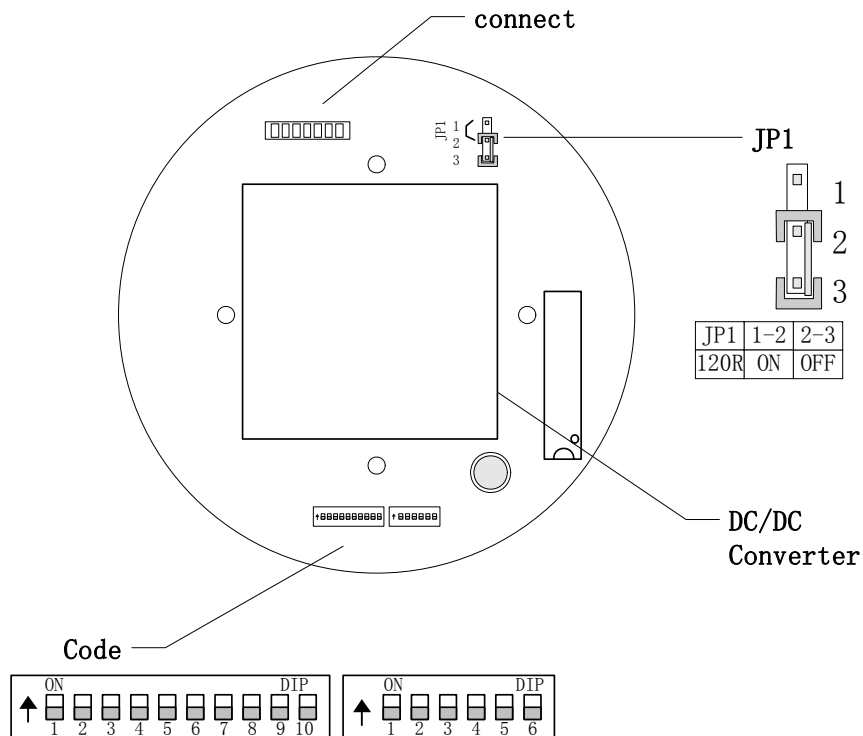 connect
JP1
1
2
3
JP1
1
2
3
JP1 1-2 2-3
120R ON OFF
DC/DC
Converter
Code
ON DIP
1 2 3 4 5 6 7 8 9 10
ON DIP
1 2 3 4 5 6